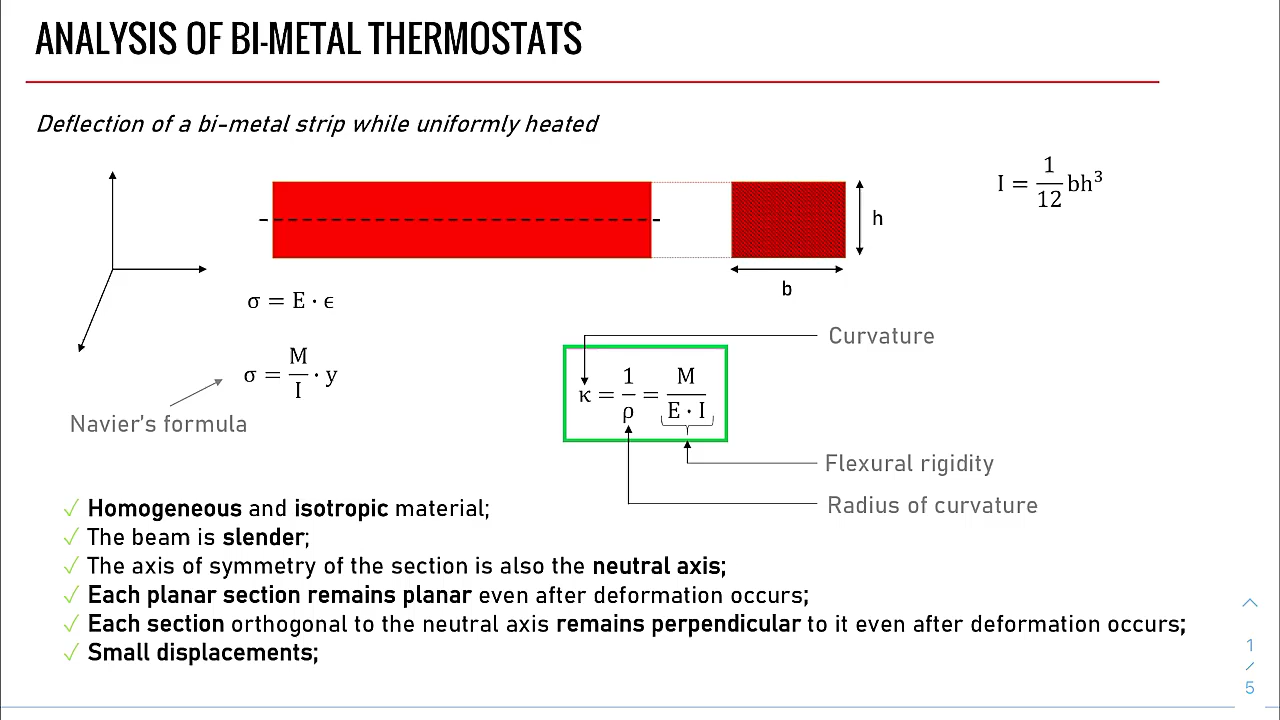 ANALYSIS OF BI-METAL THERMOSTATS
Deflection of a bi-metal strip while uniformly heated
I = 1/12 bh³
h
b
σ = E · ϵ
Curvature
σ = M/I · y
κ = 1/ρ = M/(E · I)
Navier's formula
Flexural rigidity
Radius of curvature
✓ Homogeneous and isotropic material;
✓ The beam is slender;
✓ The axis of symmetry of the section is also the neutral axis;
✓ Each planar section remains planar even after deformation occurs;
✓ Each section orthogonal to the neutral axis remains perpendicular to it even after deformation occurs;
✓ Small displacements;
1
/
5